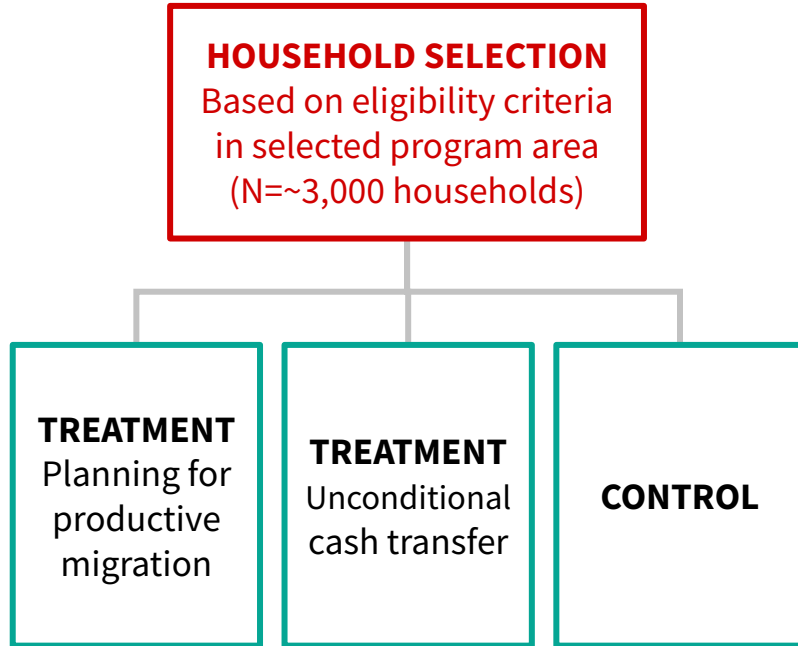 HOUSEHOLD SELECTION
Based on eligibility criteria
in selected program area
(N=~3,000 households)
TREATMENT
Planning for
productive
migration
TREATMENT
Unconditional
cash transfer
CONTROL